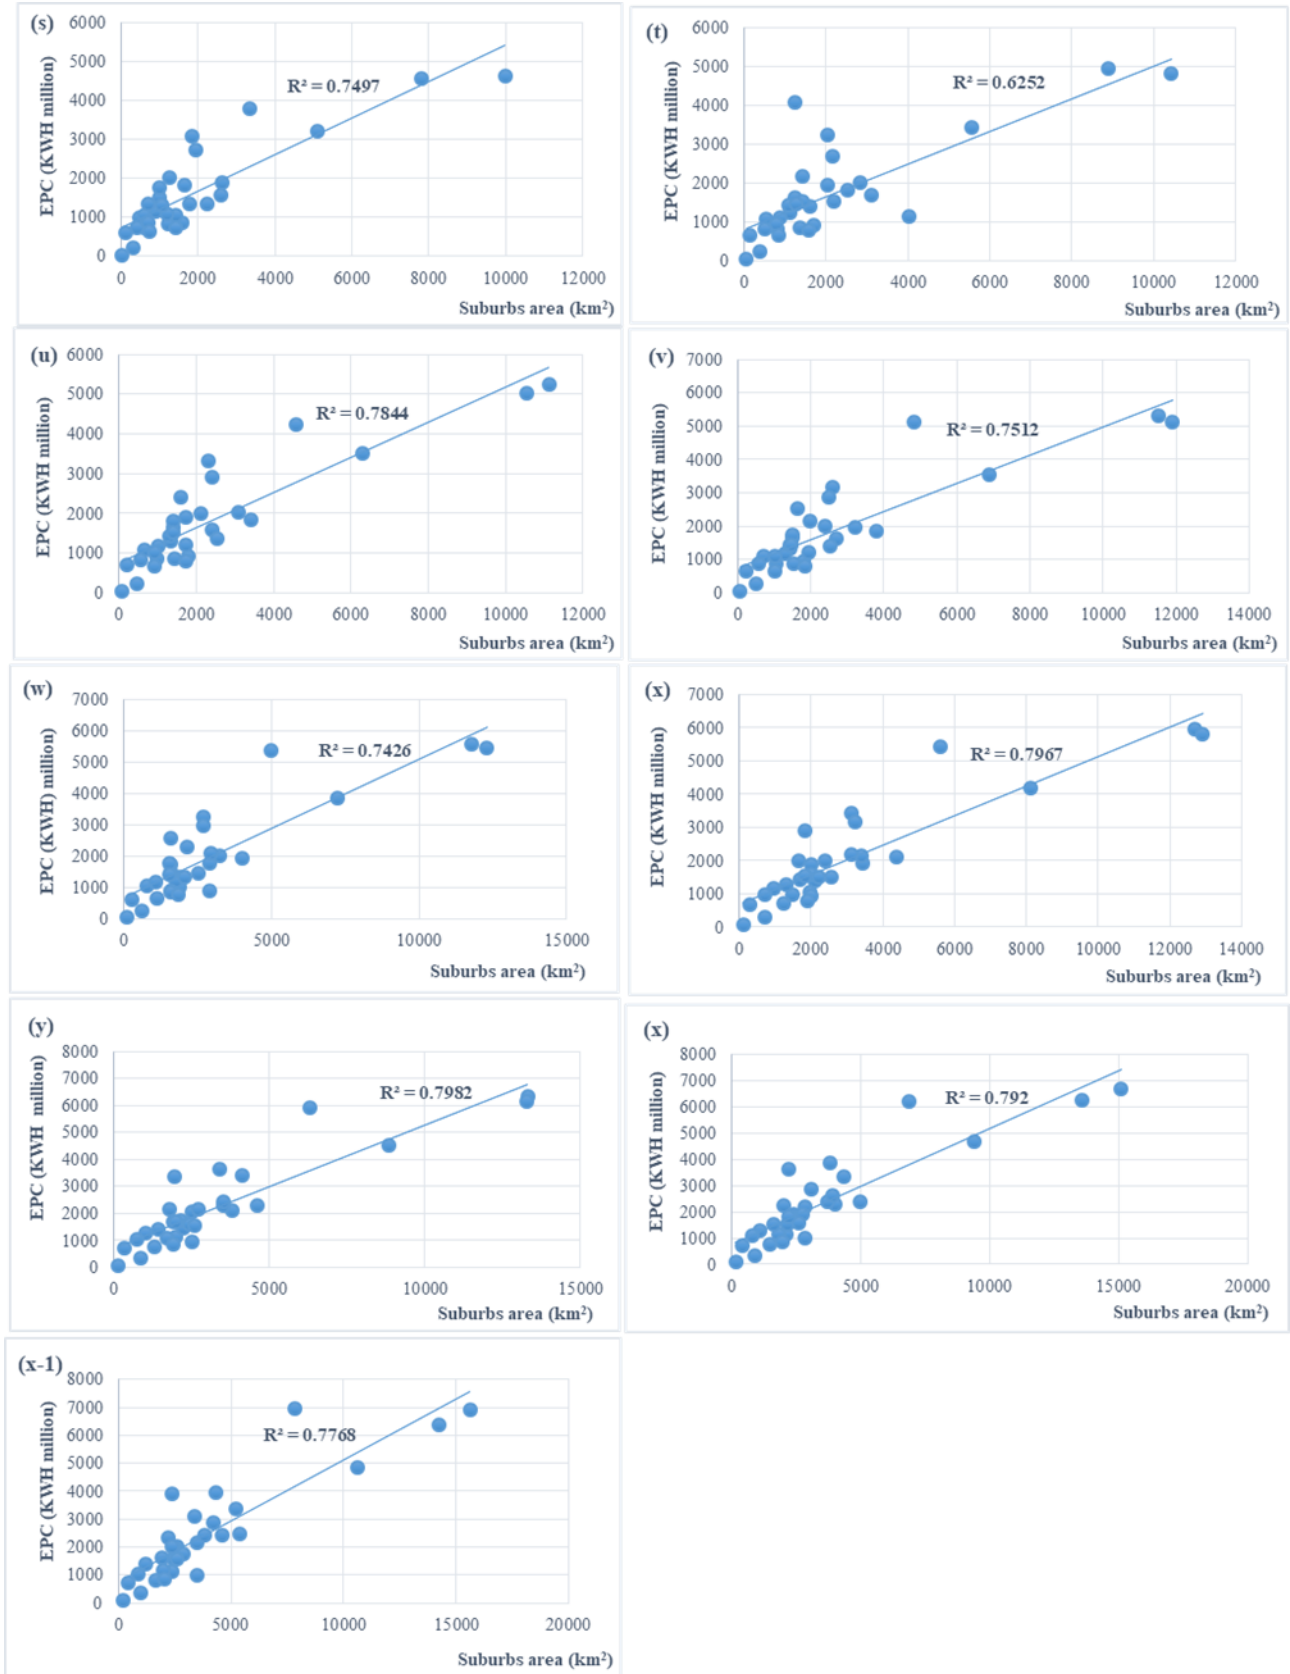 (s)
6000
5000
4000
3000
2000
1000
0
EPC (KWH million)
R² = 0.7497
0 2000 4000 6000 8000 10000 12000
Suburbs area (km²)
(t)
6000
5000
4000
3000
2000
1000
0
EPC (KWH million)
R² = 0.6252
0 2000 4000 6000 8000 10000 12000
Suburbs area (km²)
(u)
6000
5000
4000
3000
2000
1000
0
EPC (KWH million)
R² = 0.7844
0 2000 4000 6000 8000 10000 12000
Suburbs area (km²)
(v)
7000
6000
5000
4000
3000
2000
1000
0
EPC (KWH million)
R² = 0.7512
0 2000 4000 6000 8000 10000 12000 14000
Suburbs area (km²)
(w)
7000
6000
5000
4000
3000
2000
1000
0
EPC (KWH) million)
R² = 0.7426
0 5000 10000 15000
Suburbs area (km²)
(x)
7000
6000
5000
4000
3000
2000
1000
0
EPC (KWH million)
R² = 0.7967
0 2000 4000 6000 8000 10000 12000 14000
Suburbs area (km²)
(y)
8000
7000
6000
5000
4000
3000
2000
1000
0
EPC (KWH million)
R² = 0.7982
0 5000 10000 15000
Suburbs area (km²)
(x)
8000
7000
6000
5000
4000
3000
2000
1000
0
EPC (KWH million)
R² = 0.792
0 5000 10000 15000 20000
Suburbs area (km²)
(x-1)
8000
7000
6000
5000
4000
3000
2000
1000
0
EPC (KWH million)
R² = 0.7768
0 5000 10000 15000 20000
Suburbs area (km²)